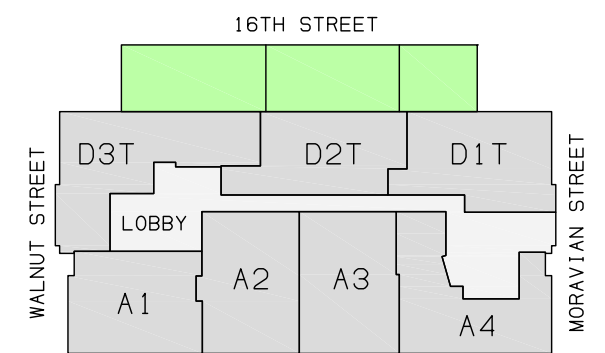 16TH STREET
WALNUT STREET
D3T
D2T
D1T
MORAVIAN STREET
LOBBY
A1
A2
A3
A4